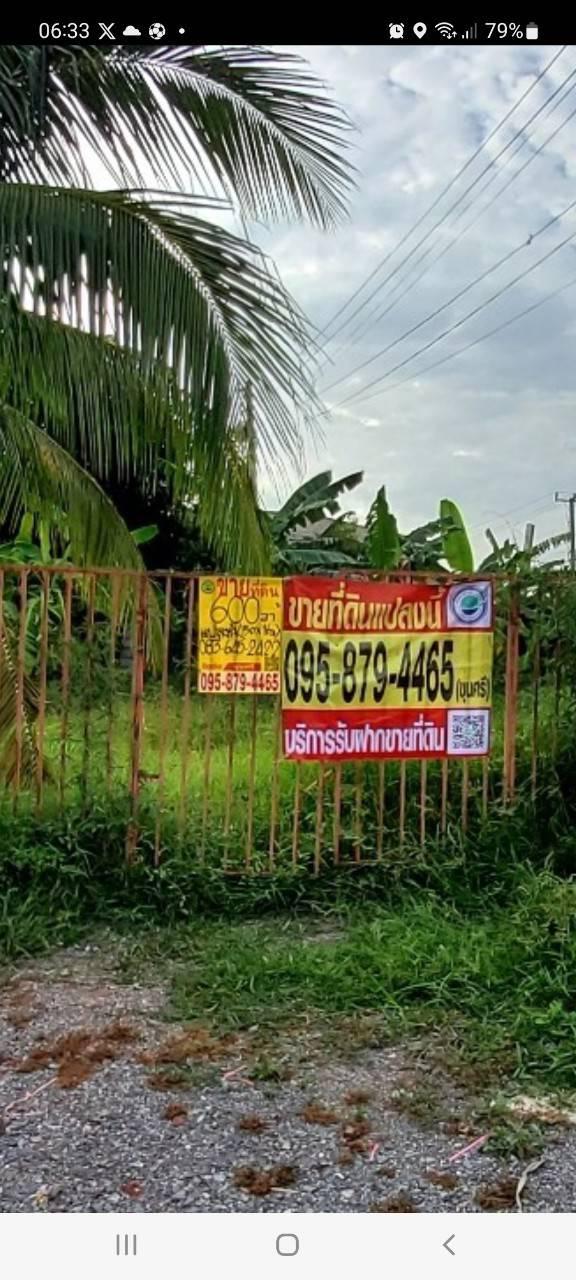 06:33
79%
ขายที่ดิน
600
095-879-4465
ขายที่ดินแปลงนี้
095-879-4465
(ขุนศรี)
บริการรับฝากขายที่ดิน